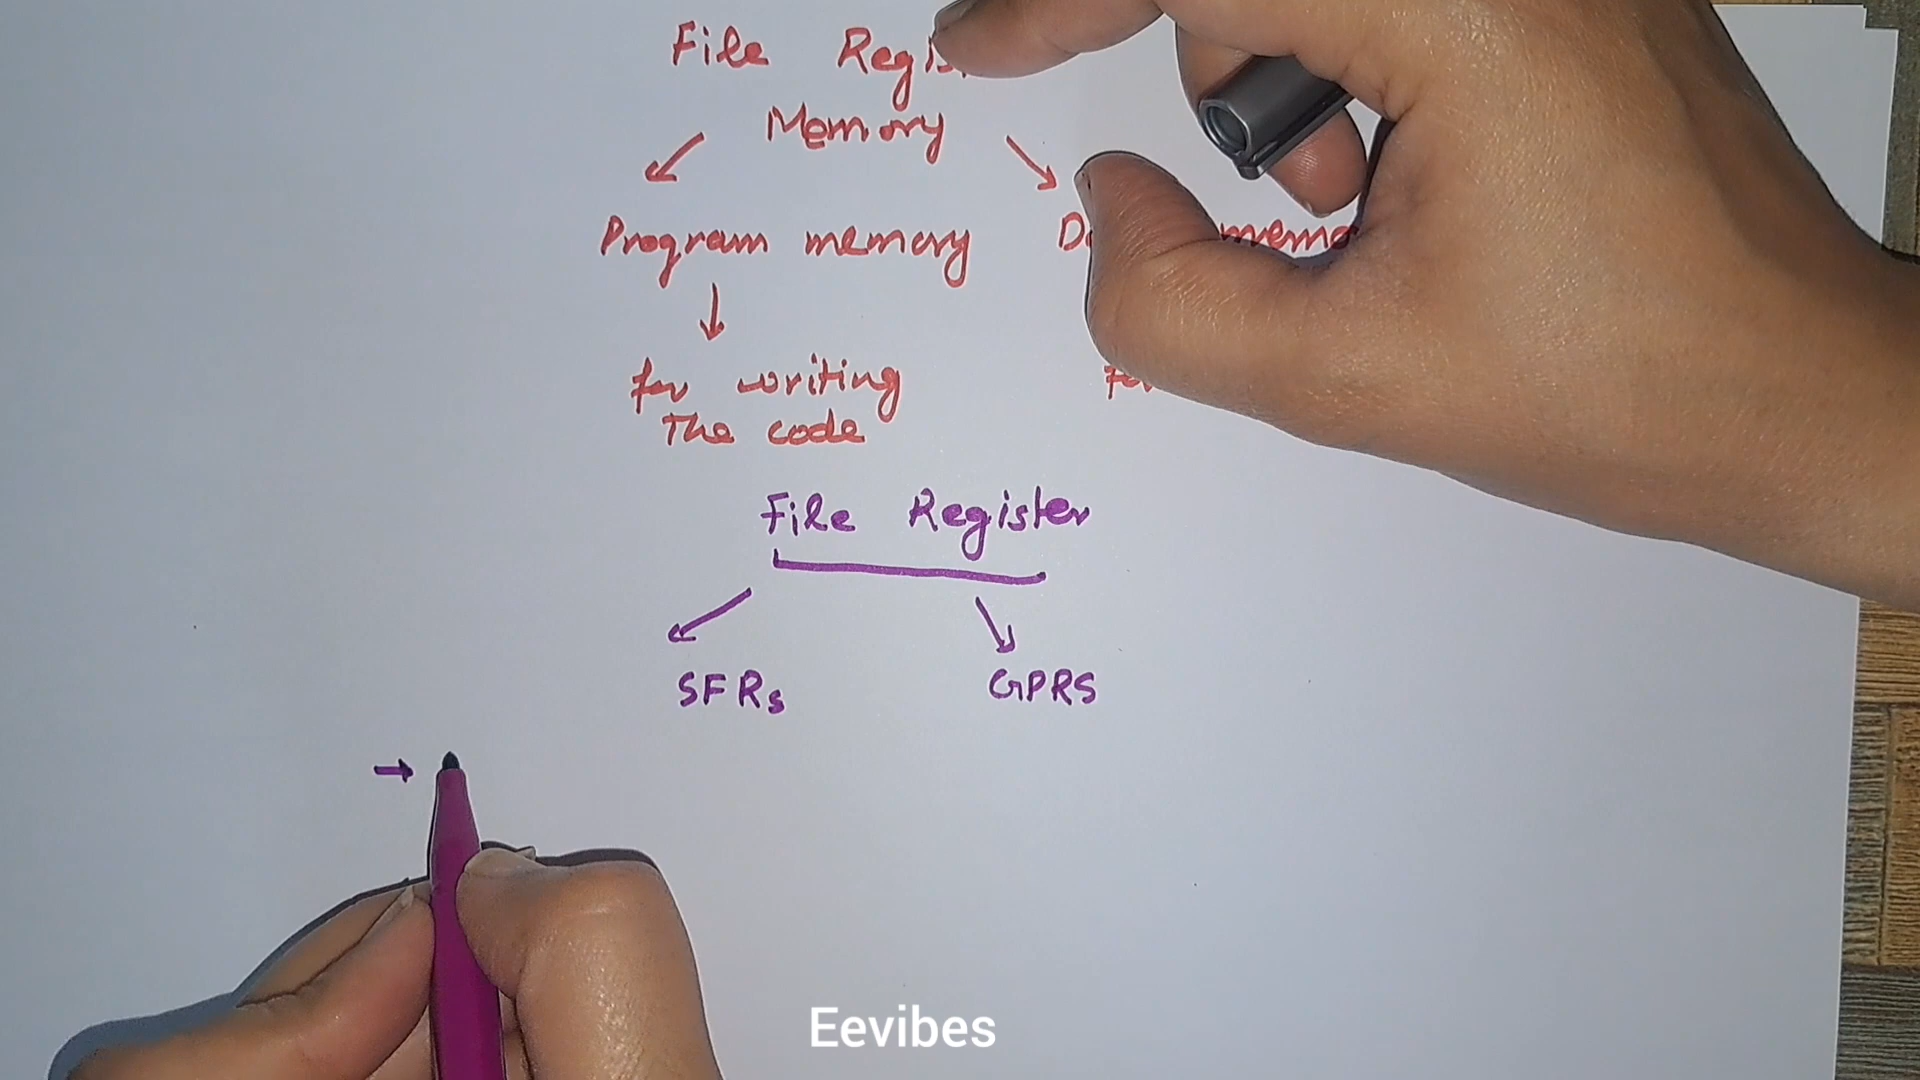 File
Memory
Program memory
for writing
The code
File Register
SFRs
GPRS
Eevibes